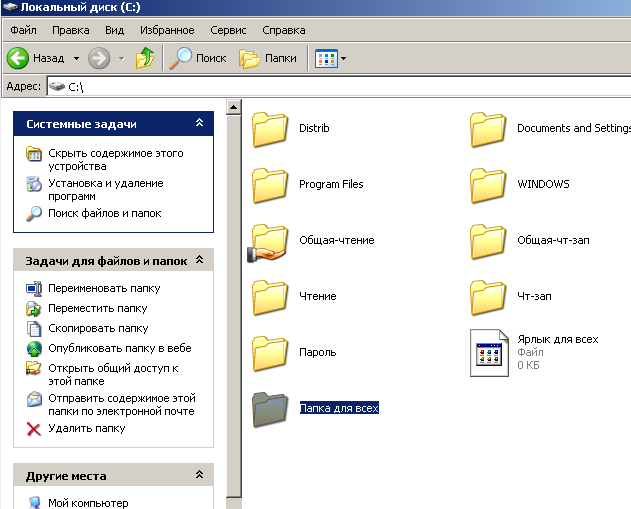 Локальный диск (C:)
Файл Правка Вид Избранное Сервис Справка
Назад Поиск Папки
Адрес: C:\
Системные задачи
Скрыть содержимое этого
устройства
Установка и удаление
программ
Поиск файлов и папок
Задачи для файлов и папок
Переименовать папку
Переместить папку
Скопировать папку
Опубликовать папку в вебе
Открыть общий доступ к
этой папке
Отправить содержимое этой
папки по электронной почте
Удалить папку
Другие места
Мой компьютер
Distrib
Documents and Settings
Program Files
WINDOWS
Общая-чтение
Общая-чт-зап
Чтение
Чт-зап
Пароль
Ярлык для всех
Файл
0 КБ
Папка для всех